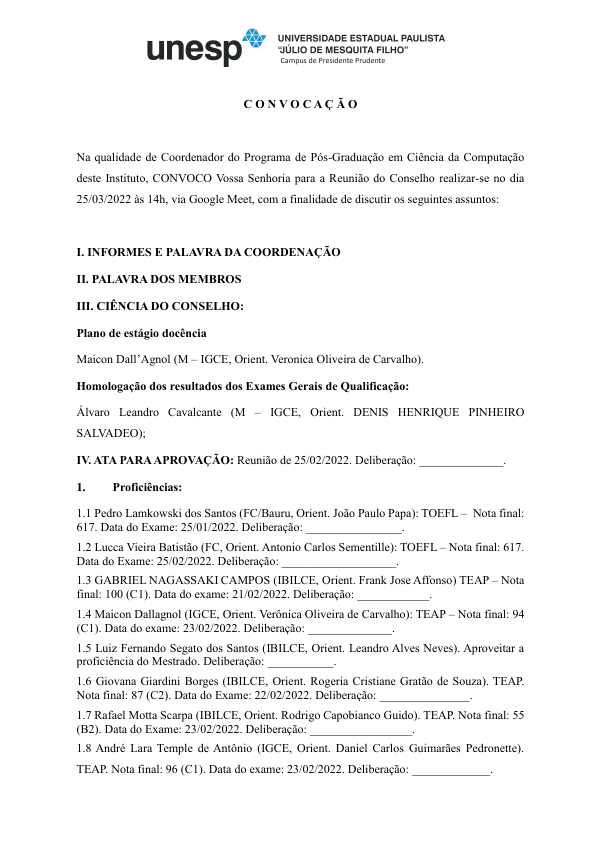 unesp
UNIVERSIDADE ESTADUAL PAULISTA
"JÚLIO DE MESQUITA FILHO"
Campus de Presidente Prudente
C O N V O C A Ç Ã O
Na qualidade de Coordenador do Programa de Pós-Graduação em Ciência da Computação
deste Instituto, CONVOCO Vossa Senhoria para a Reunião do Conselho realizar-se no dia
25/03/2022 às 14h, via Google Meet, com a finalidade de discutir os seguintes assuntos:
I. INFORMES E PALAVRA DA COORDENAÇÃO
II. PALAVRA DOS MEMBROS
III. CIÊNCIA DO CONSELHO:
Plano de estágio docência
Maicon Dall'Agnol (M – IGCE, Orient. Veronica Oliveira de Carvalho).
Homologação dos resultados dos Exames Gerais de Qualificação:
Álvaro Leandro Cavalcante (M – IGCE, Orient. DENIS HENRIQUE PINHEIRO
SALVADEO);
IV. ATA PARA APROVAÇÃO: Reunião de 25/02/2022. Deliberação: ______________.
1. Proficiências:
1.1 Pedro Lamkowski dos Santos (FC/Bauru, Orient. João Paulo Papa): TOEFL – Nota final:
617. Data do Exame: 25/01/2022. Deliberação: ________________.
1.2 Lucca Vieira Batistão (FC, Orient. Antonio Carlos Sementille): TOEFL – Nota final: 617.
Data do Exame: 25/02/2022. Deliberação: ___________________.
1.3 GABRIEL NAGASSAKI CAMPOS (IBILCE, Orient. Frank Jose Affonso) TEAP – Nota
final: 100 (C1). Data do exame: 21/02/2022. Deliberação: ____________.
1.4 Maicon Dallagnol (IGCE, Orient. Verônica Oliveira de Carvalho): TEAP – Nota final: 94
(C1). Data do exame: 23/02/2022. Deliberação: ______________.
1.5 Luiz Fernando Segato dos Santos (IBILCE, Orient. Leandro Alves Neves). Aproveitar a
proficiência do Mestrado. Deliberação: ___________.
1.6 Giovana Giardini Borges (IBILCE, Orient. Rogeria Cristiane Gratão de Souza). TEAP.
Nota final: 87 (C2). Data do Exame: 22/02/2022. Deliberação: _______________.
1.7 Rafael Motta Scarpa (IBILCE, Orient. Rodrigo Capobianco Guido). TEAP. Nota final: 55
(B2). Data do Exame: 23/02/2022. Deliberação: _________________.
1.8 André Lara Temple de Antônio (IGCE, Orient. Daniel Carlos Guimarães Pedronette).
TEAP. Nota final: 96 (C1). Data do exame: 23/02/2022. Deliberação: _____________.